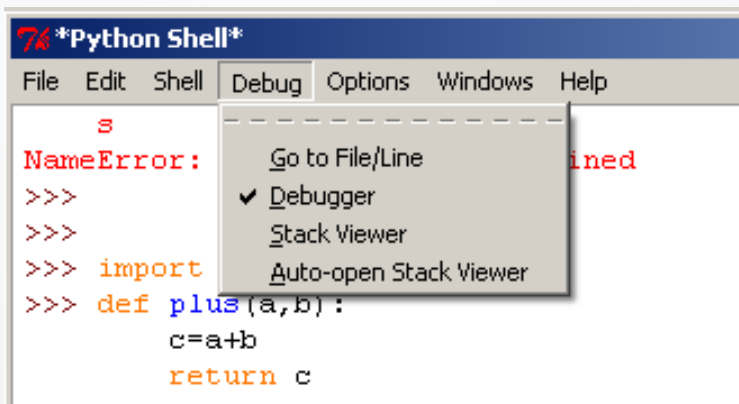 *Python Shell*
File Edit Shell Debug Options Windows Help
s
NameError: ined
Go to File/Line
Debugger
Stack Viewer
Auto-open Stack Viewer
>>>
>>>
>>> import
>>> def plus(a,b):
c=a+b
return c